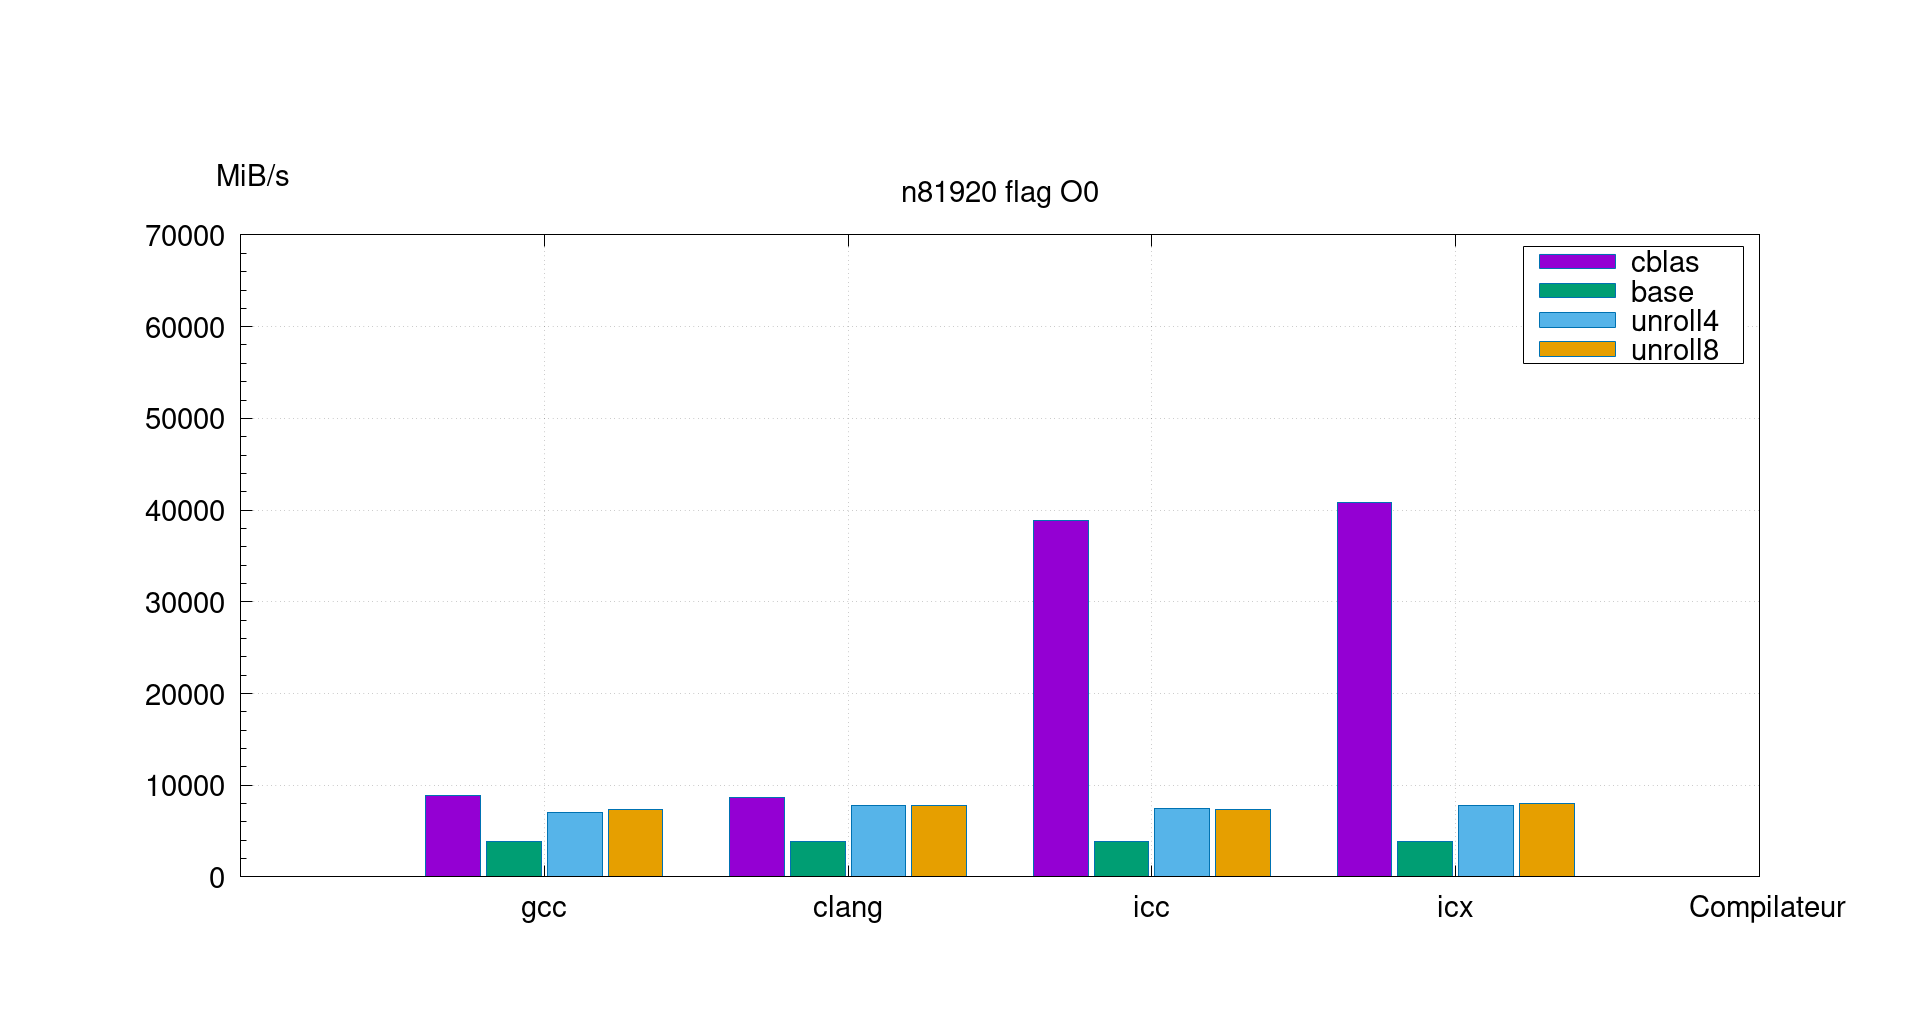 MiB/s
n81920 flag O0
70000
60000
50000
40000
30000
20000
10000
0
cblas
base
unroll4
unroll8
gcc clang icc icx Compilateur